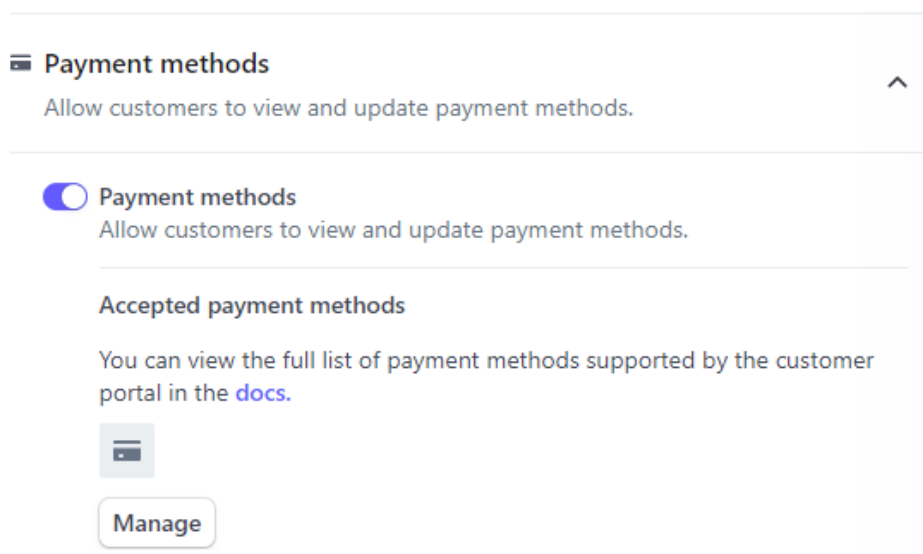 Payment methods
Allow customers to view and update payment methods.
Payment methods
Allow customers to view and update payment methods.
Accepted payment methods
You can view the full list of payment methods supported by the customer
portal in the docs.
Manage